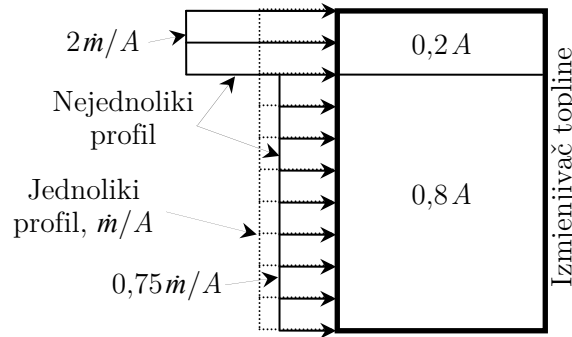 2ṁ/A
0,2 A
Nejednoliki
profil
Jednoliki
profil, ṁ/A
0,8 A
0,75ṁ/A
Izmjenjivač topline